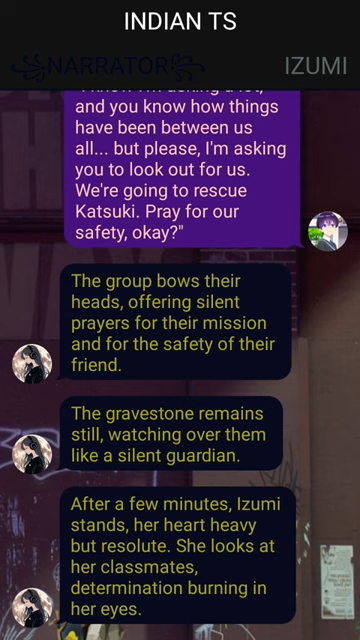 INDIAN TS
NARRATOR
IZUMI
and you know how things
have been between us
all... but please, I'm asking
you to look out for us.
We're going to rescue
Katsuki. Pray for our
safety, okay?"
The group bows their
heads, offering silent
prayers for their mission
and for the safety of their
friend.
The gravestone remains
still, watching over them
like a silent guardian.
After a few minutes, Izumi
stands, her heart heavy
but resolute. She looks at
her classmates,
determination burning in
her eyes.